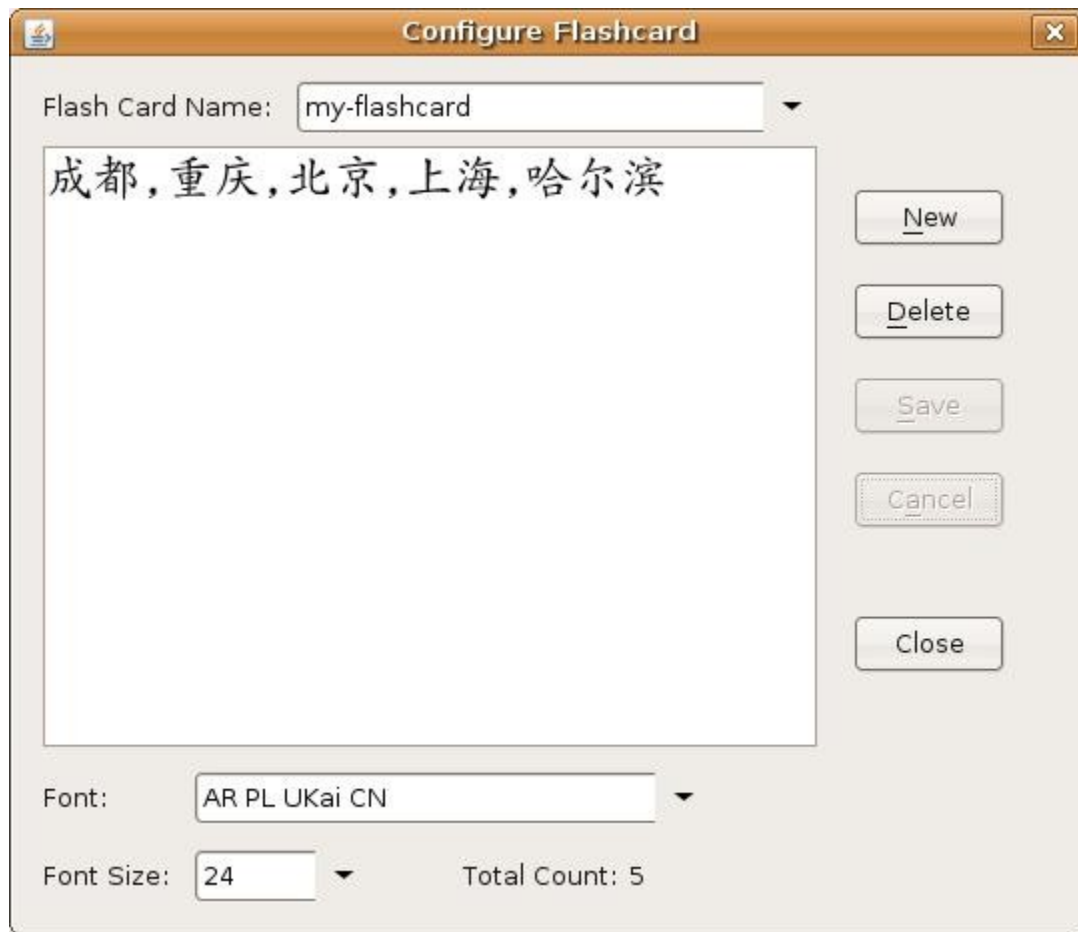 Configure Flashcard
Flash Card Name: my-flashcard
成都,重庆,北京,上海,哈尔滨
New
Delete
Save
Cancel
Close
Font: AR PL UKai CN
Font Size: 24 Total Count: 5